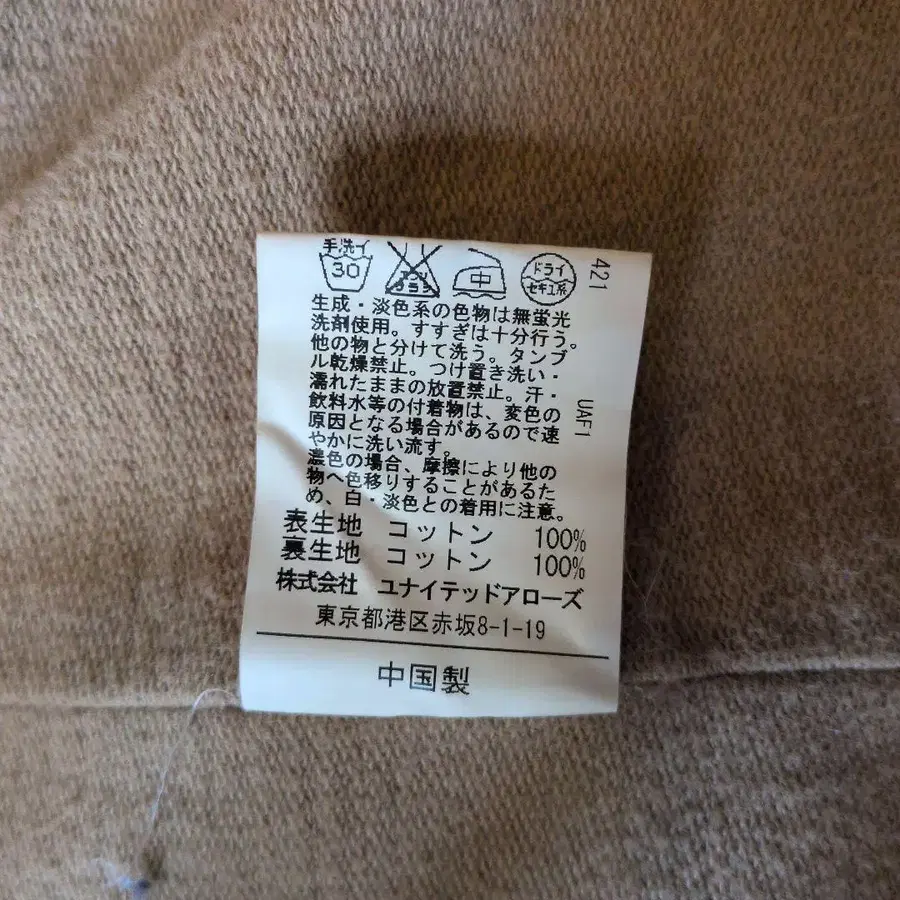 手洗イ
30
エンソ
サラシ
中
ドライ
セキユ系
421
生成・淡色系の色物は無蛍光
洗剤使用。すすぎは十分行う。
他の物と分けて洗う。タンブ
ル乾燥禁止。つけ置き洗い・
濡れたままの放置禁止。汗・
飲料水等の付着物は、変色の
原因となる場合があるので速
やかに洗い流す。
濃色の場合、摩擦により他の
物へ色移りすることがあるた
め、白・淡色との着用に注意。
UAF1
表生地 コットン 100%
裏生地 コットン 100%
株式会社 ユナイテッドアローズ
東京都港区赤坂8-1-19
中国製